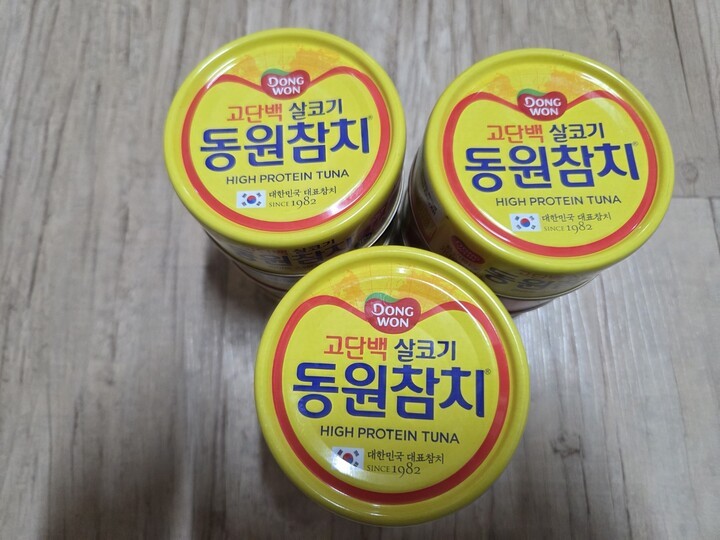 DONG
WON
고단백 살코기
동원참치
HIGH PROTEIN TUNA
대한민국 대표참치
SINCE 1982
DONG
WON
고단백 살코기
동원참치
HIGH PROTEIN TUNA
대한민국 대표참치
SINCE 1982
DONG
WON
고단백 살코기
동원참치
HIGH PROTEIN TUNA
대한민국 대표참치
SINCE 1982